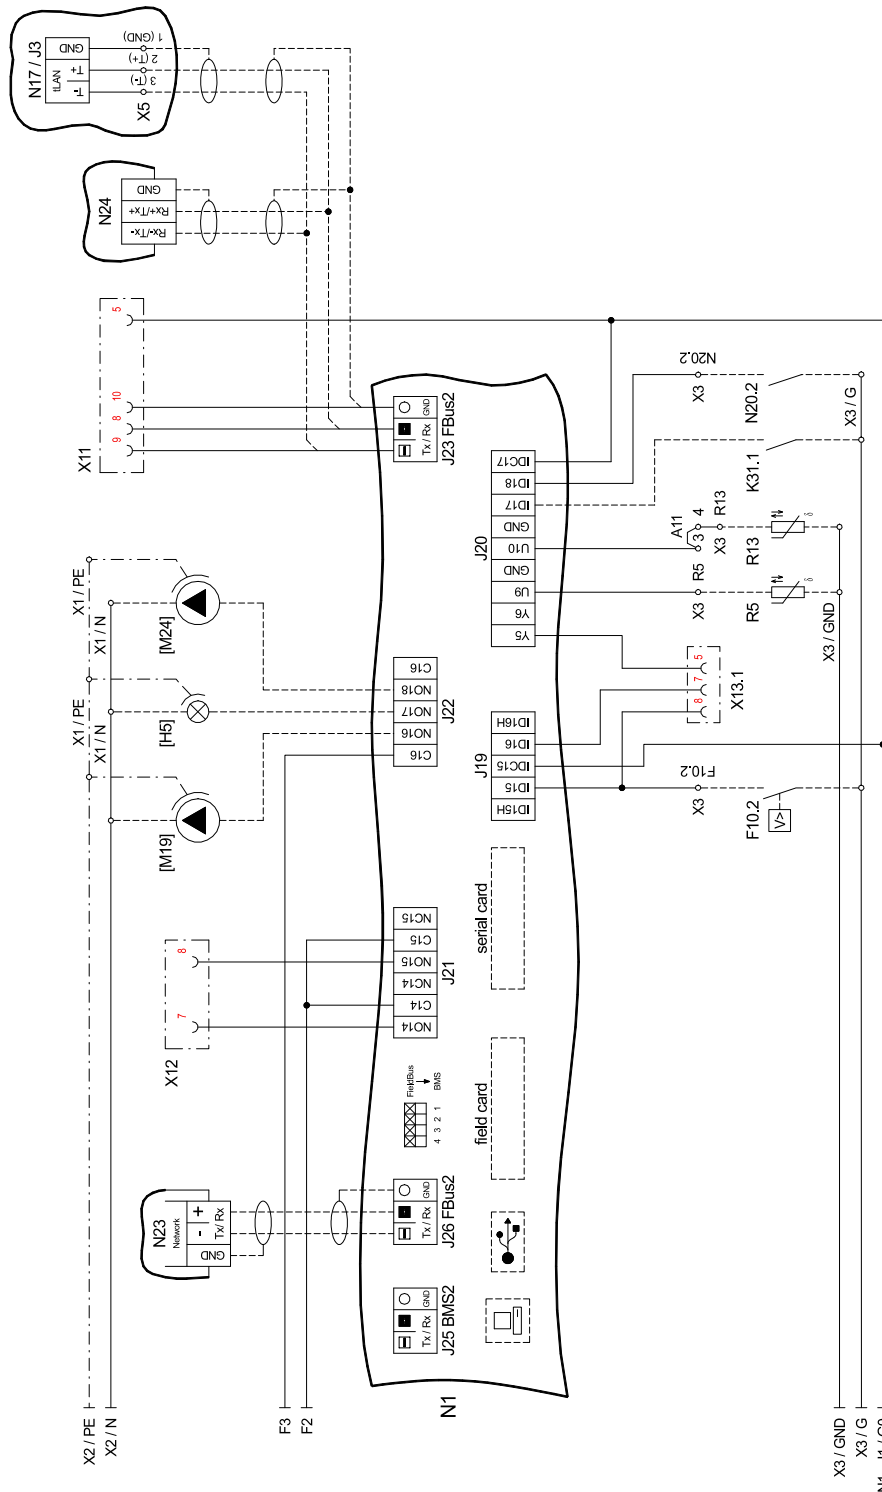 N17 / J3
tLAN
GND
T+
T-
1 (GND)
2 (T+)
3 (T-)
X5
N24
GND
Rx+/Tx+
Rx-/Tx-
X11
5
10
8
9
GND
Tx / Rx
J23 FBus2
X1 / PE
X1 / N
[M24]
X1 / PE
X1 / N
[H5]
[M19]
C16
NO18
NO17
NO16
C16
J22
J20
IDC17
ID18
ID17
GND
U10
GND
U9
Y6
Y5
N20.2
X3
N20.2
X3 / G
K31.1
A11
4
3
R13
X3
R13
R5
X3
R5
X3 / GND
5
7
8
X13.1
J19
ID16H
ID16
IDC15
ID15
ID15H
F10.2
X3
F10.2
V>
X12
8
7
NC15
C15
NO15
NC14
C14
NO14
J21
serial card
field card
FieldBus
BMS
4 3 2 1
N23
Network
+
-
Tx/ Rx
GND
GND
Tx / Rx
J26 FBus2
GND
Tx / Rx
J25 BMS2
N1
X2 / PE
X2 / N
F3
F2
X3 / GND
X3 / G